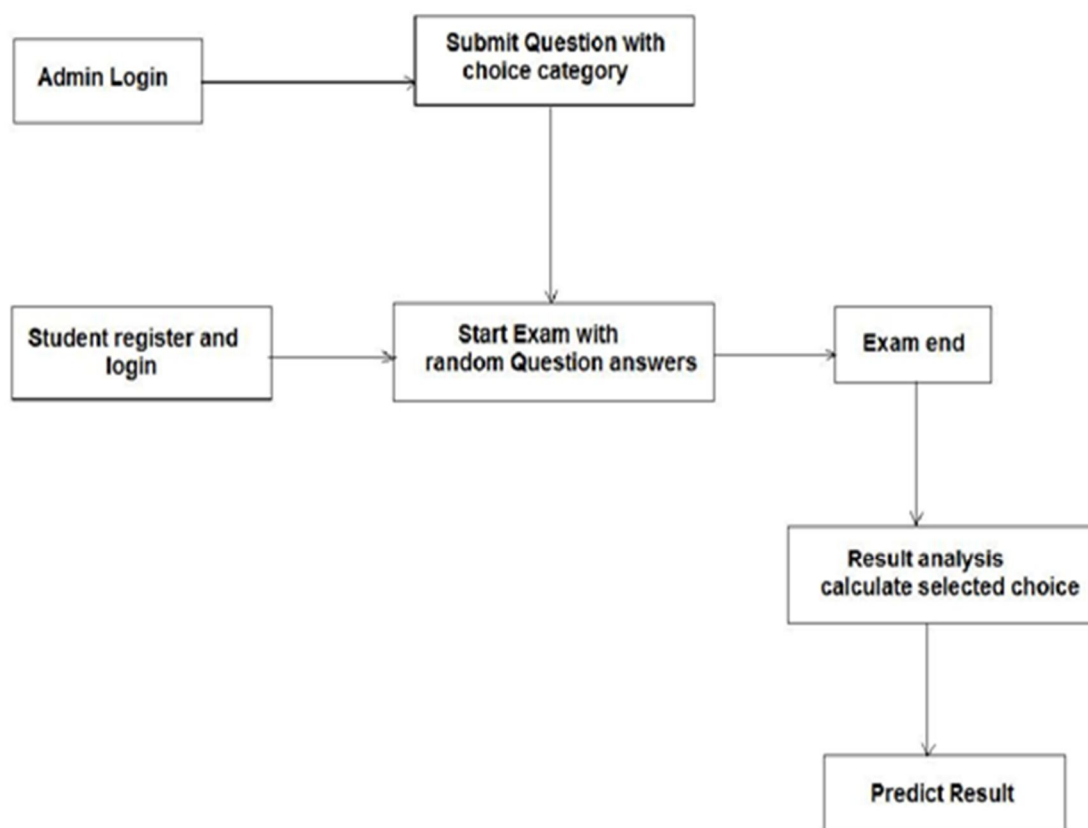 Admin Login
Submit Question with
choice category
Student register and
login
Start Exam with
random Question answers
Exam end
Result analysis
calculate selected choice
Predict Result